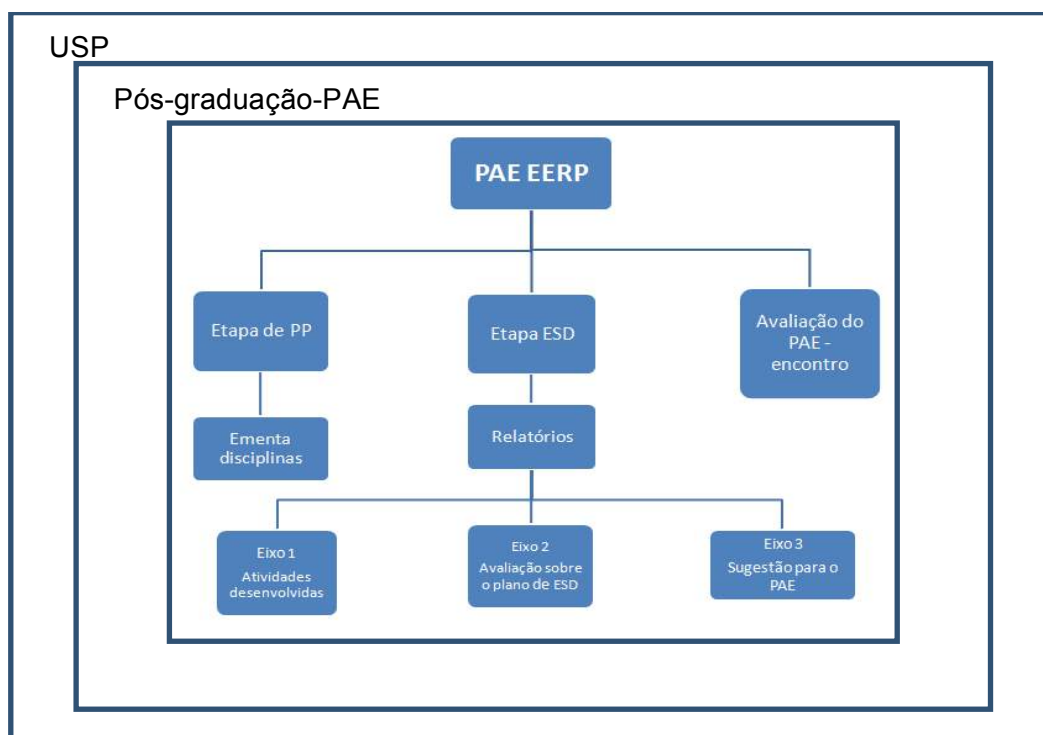 USP
Pós-graduação-PAE
PAE EERP
Etapa de PP
Etapa ESD
Avaliação do
PAE -
encontro
Ementa
disciplinas
Relatórios
Eixo 1
Atividades
desenvolvidas
Eixo 2
Avaliação sobre
o plano de ESD
Eixo 3
Sugestão para o
PAE